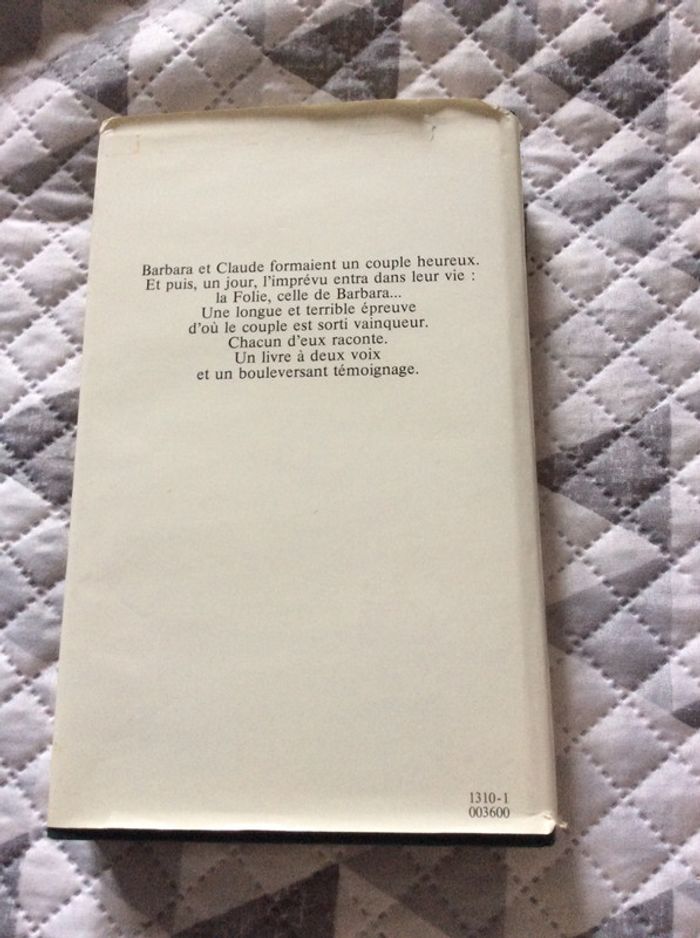 Barbara et Claude formaient un couple heureux.
Et puis, un jour, l'imprévu entra dans leur vie :
la Folie, celle de Barbara...
Une longue et terrible épreuve
d'où le couple est sorti vainqueur.
Chacun d'eux raconte.
Un livre à deux voix
et un bouleversant témoignage.
1310-1
003600